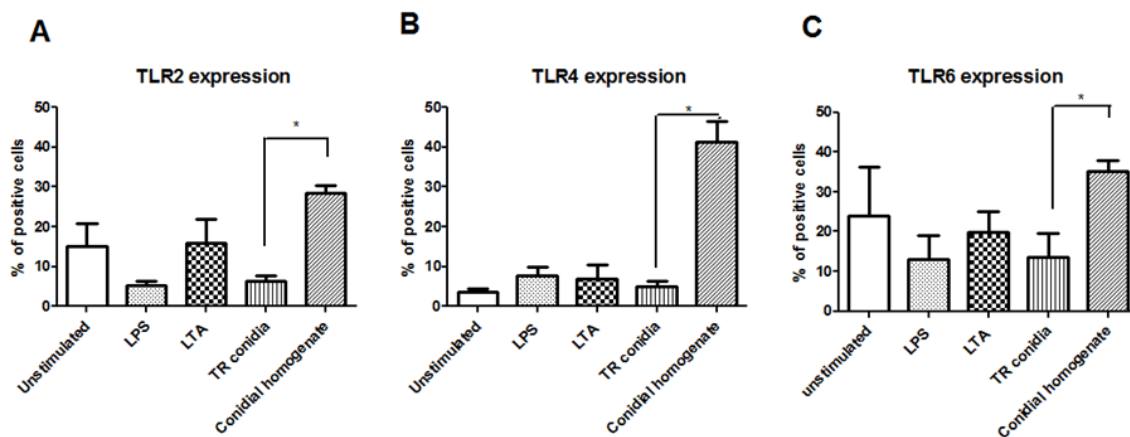 A
B
C
TLR2 expression
TLR4 expression
TLR6 expression
% of positive cells
50
40
30
20
10
0
*
Unstimulated
LPS
LTA
TR conidia
Conidial homogenate
% of positive cells
50
40
30
20
10
0
*
Unstimulated
LPS
LTA
TR conidia
Conidial homogenate
% of positive cells
50
40
30
20
10
0
*
unstimulated
LPS
LTA
TR conidia
Conidial homogenate